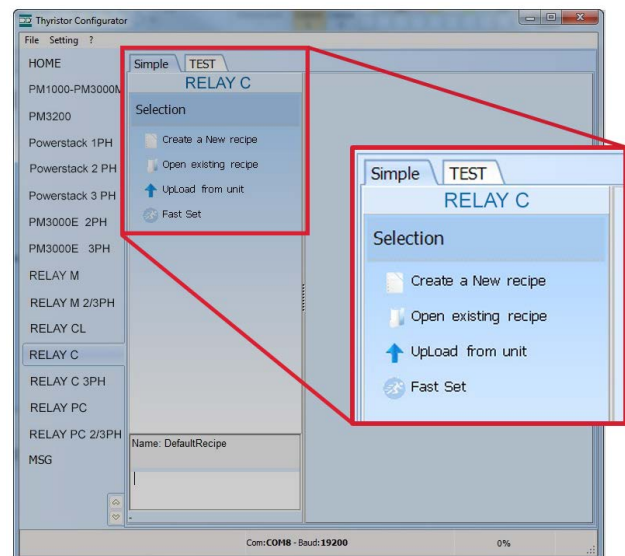 Thyristor Configurator
File Setting ?
HOME
PM1000-PM3000M
PM3200
Powerstack 1PH
Powerstack 2 PH
Powerstack 3 PH
PM3000E 2PH
PM3000E 3PH
RELAY M
RELAY M 2/3PH
RELAY CL
RELAY C
RELAY C 3PH
RELAY PC
RELAY PC 2/3PH
MSG
Simple TEST
RELAY C
Selection
Create a New recipe
Open existing recipe
UpLoad from unit
Fast Set
Name: DefaultRecipe
Simple TEST
RELAY C
Selection
Create a New recipe
Open existing recipe
UpLoad from unit
Fast Set
Com:COM8 - Baud:19200 0%